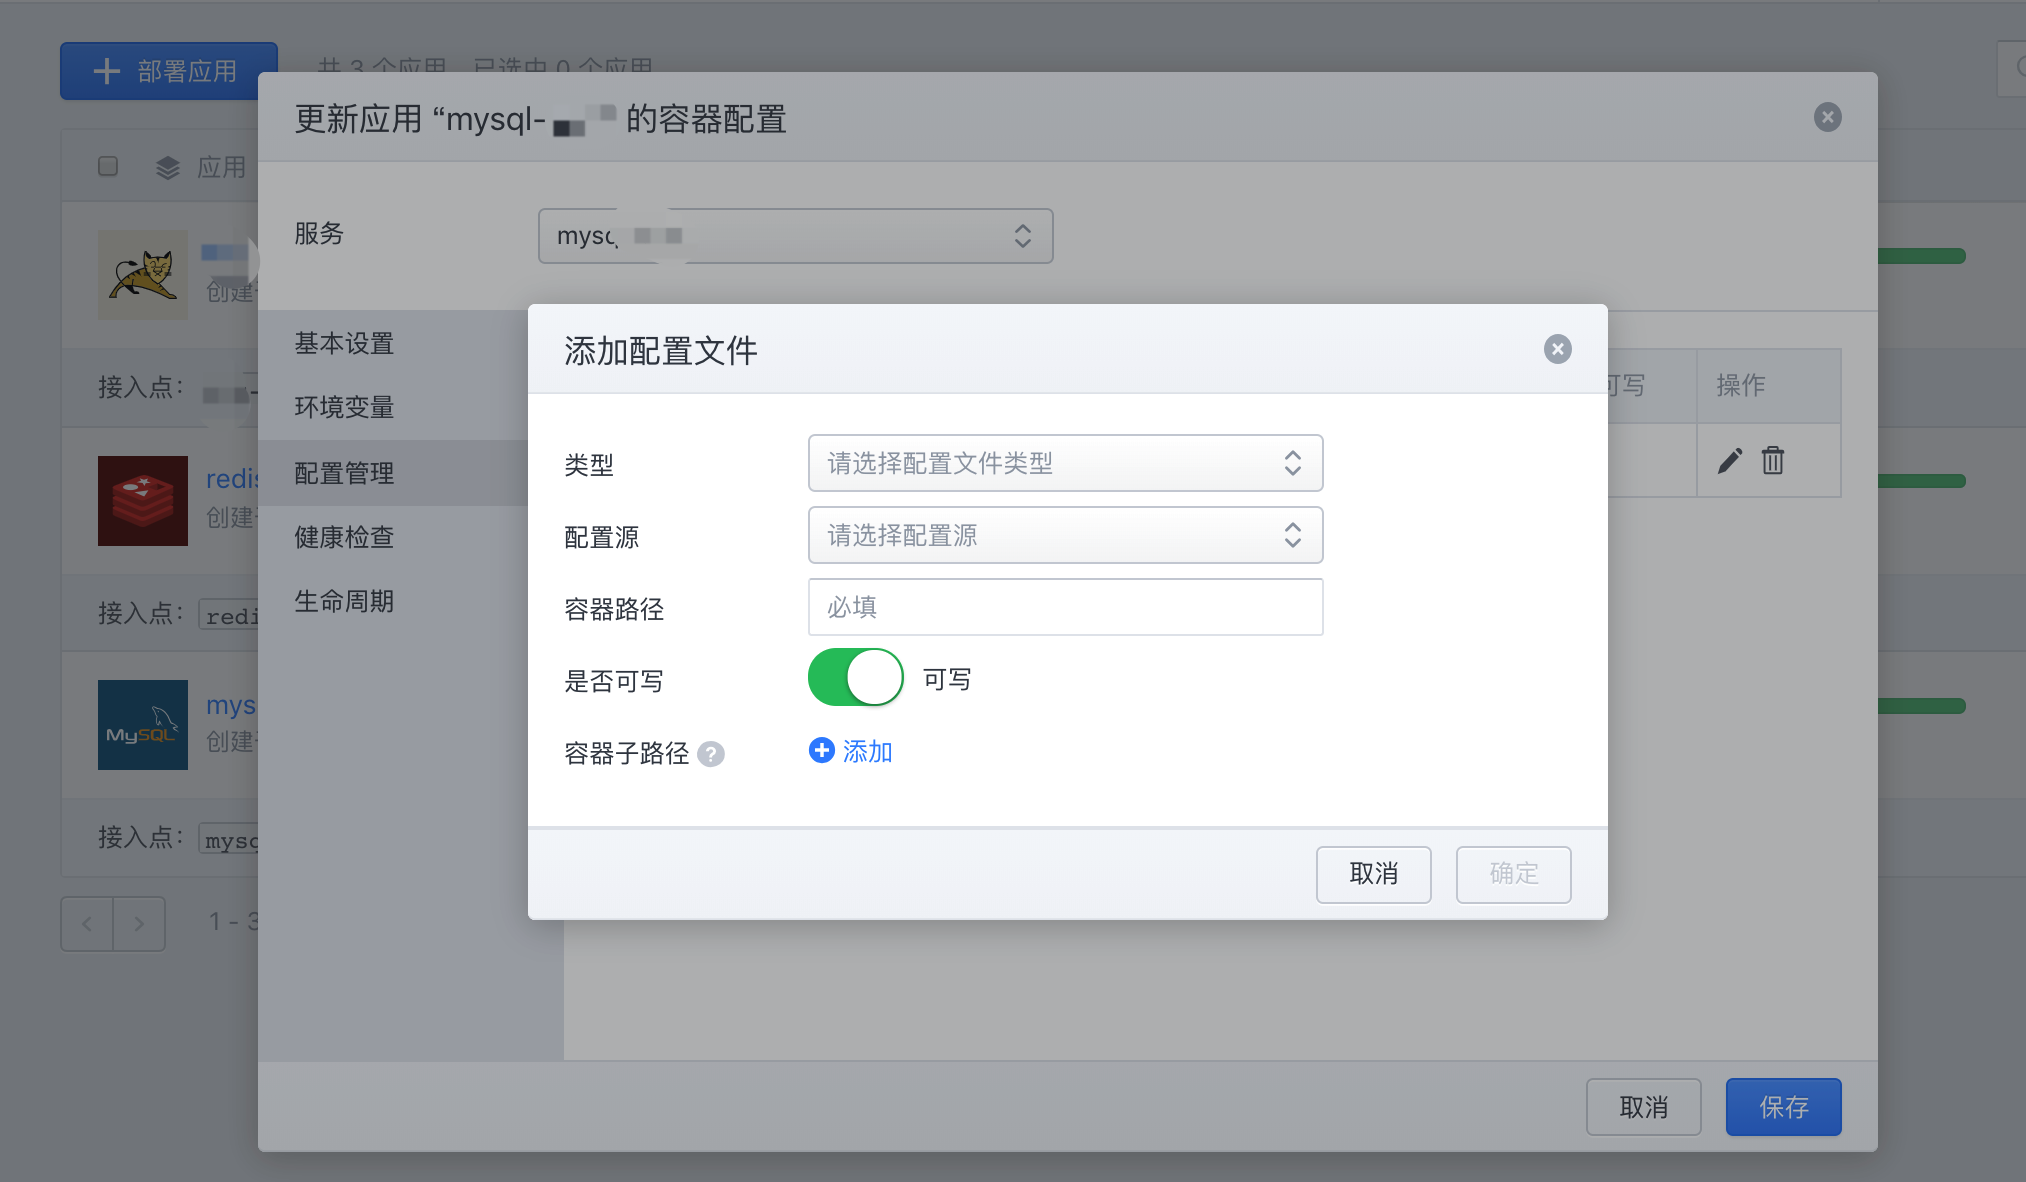 部署应用
共 3 个应用 已选中 0 个应用
更新应用 “mysql- 的容器配置
应用
服务
创建
基本设置
环境变量
配置管理
健康检查
生命周期
添加配置文件
可写
操作
接入点:
类型
请选择配置文件类型
配置源
请选择配置源
redis
创建
容器路径
必填
接入点: redi
是否可写
可写
容器子路径 ?
添加
MySQL
mys
创建
接入点: mysq
取消
确定
1 - 3
取消
保存